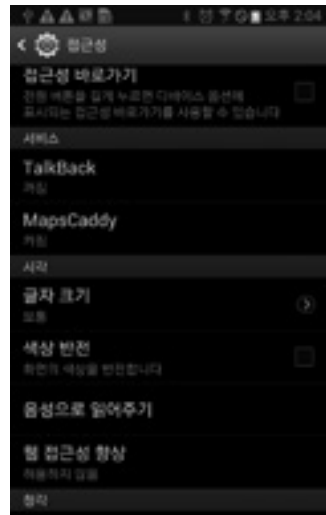 오후 2:04
접근성
접근성 바로가기
전원 버튼을 길게 누르면 디바이스 옵션에
표시되는 접근성 바로가기를 사용할 수 있습니다
서비스
TalkBack
꺼짐
MapsCaddy
꺼짐
시각
글자 크기
보통
색상 반전
화면의 색상을 반전합니다
음성으로 읽어주기
웹 접근성 향상
허용하지 않음
청각